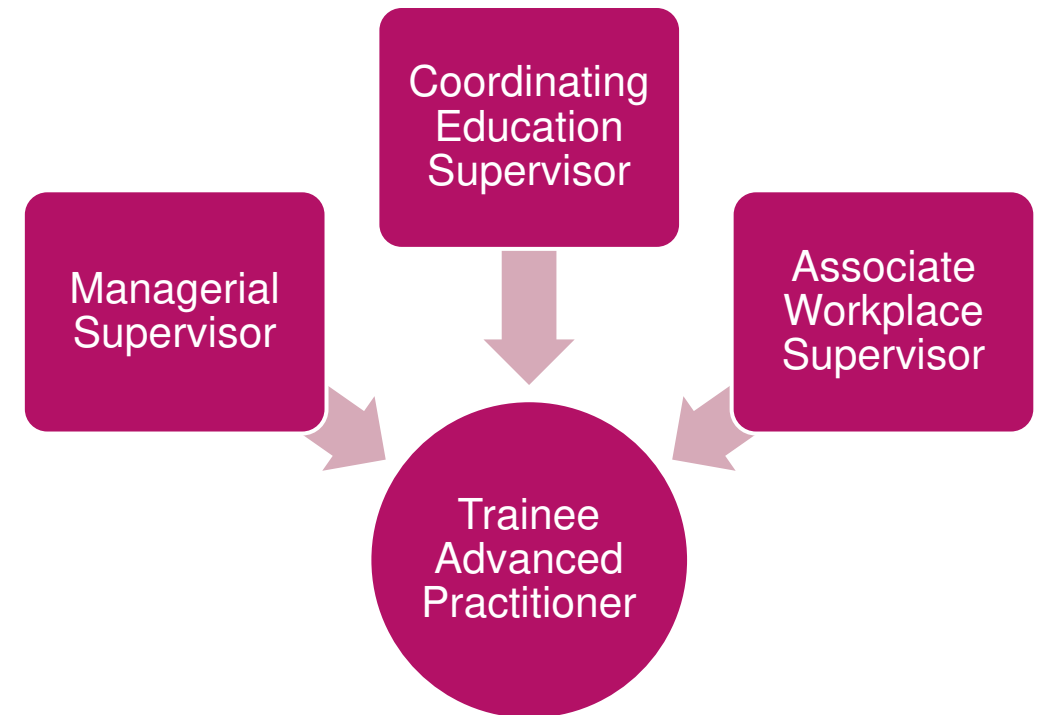 Coordinating
Education
Supervisor
Managerial
Supervisor
Associate
Workplace
Supervisor
Trainee
Advanced
Practitioner